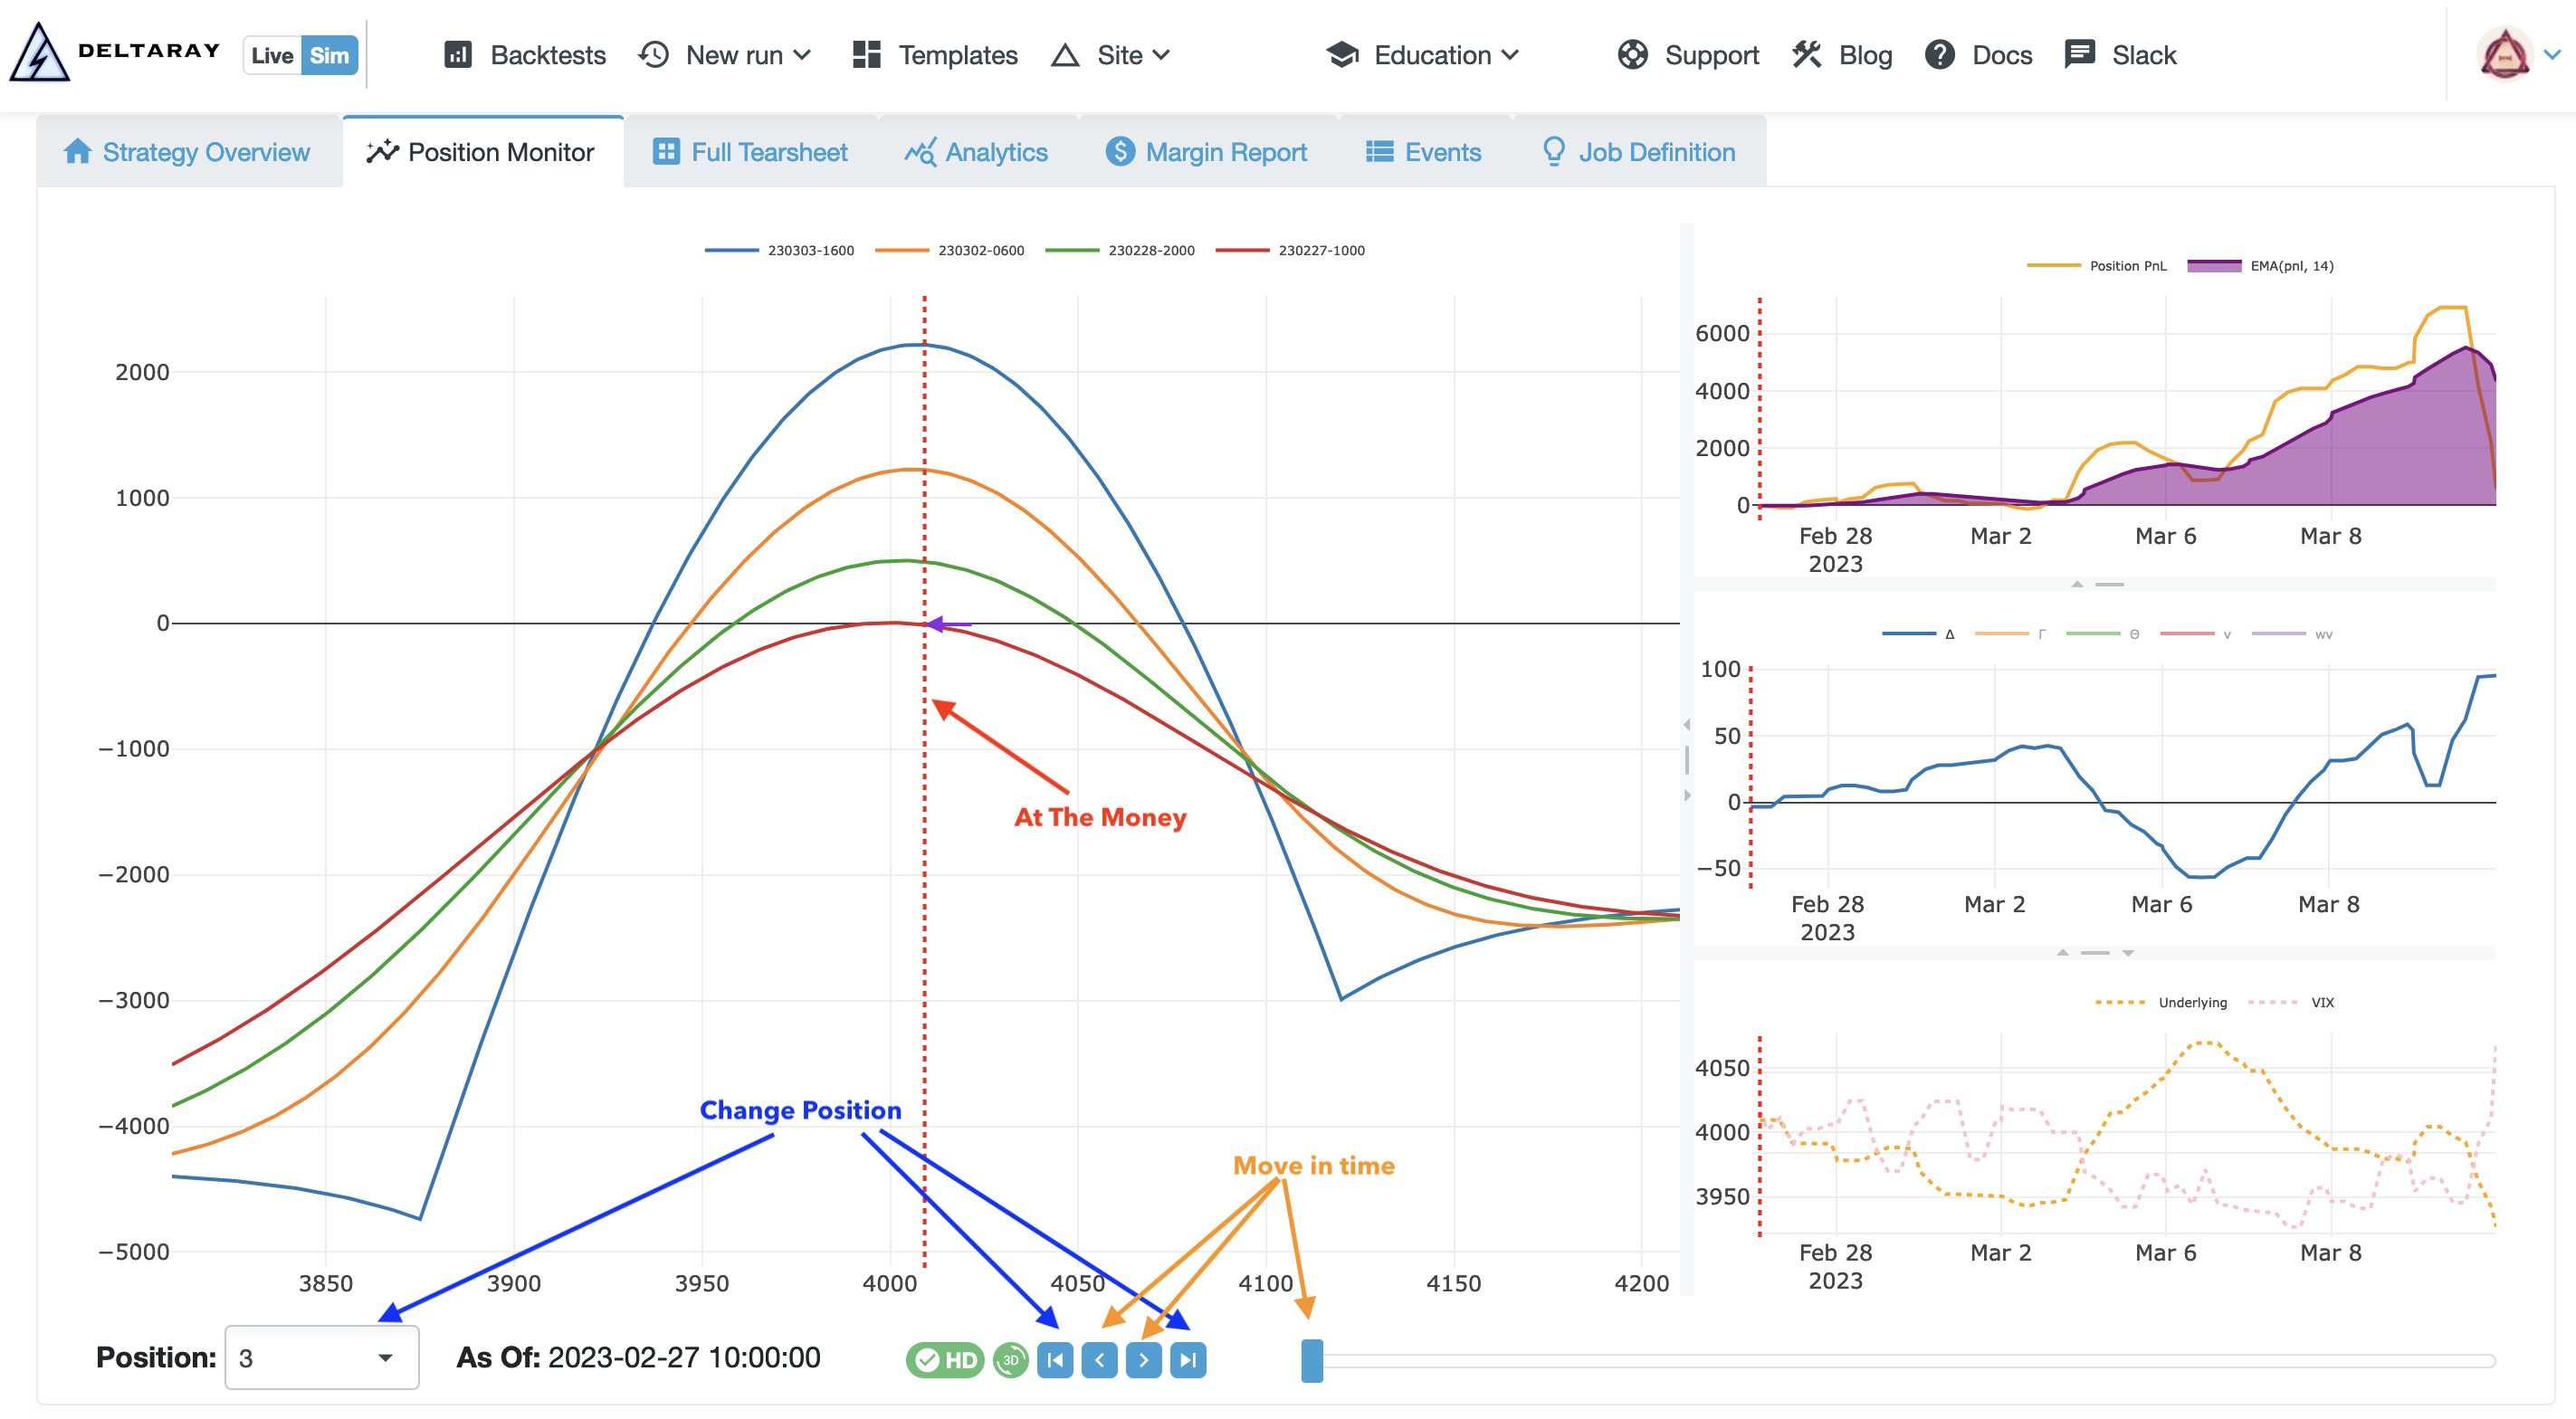 DELTARAY
Live Sim
Backtests
New run
Templates
Site
Education
Support
Blog
Docs
Slack
Strategy Overview
Position Monitor
Full Tearsheet
Analytics
Margin Report
Events
Job Definition
230303-1600 230302-0600 230228-2000 230227-1000
2000
1000
0
−1000
−2000
−3000
−4000
−5000
3850 3900 3950 4000 4050 4100 4150 4200
At The Money
Change Position
Move in time
Position PnL EMA(pnl, 14)
6000
4000
2000
0
Feb 28 Mar 2 Mar 6 Mar 8
2023
Δ Γ Θ v wv
100
50
0
−50
Feb 28 Mar 2 Mar 6 Mar 8
2023
Underlying VIX
4050
4000
3950
Feb 28 Mar 2 Mar 6 Mar 8
2023
Position: 3
As Of: 2023-02-27 10:00:00
HD
3D